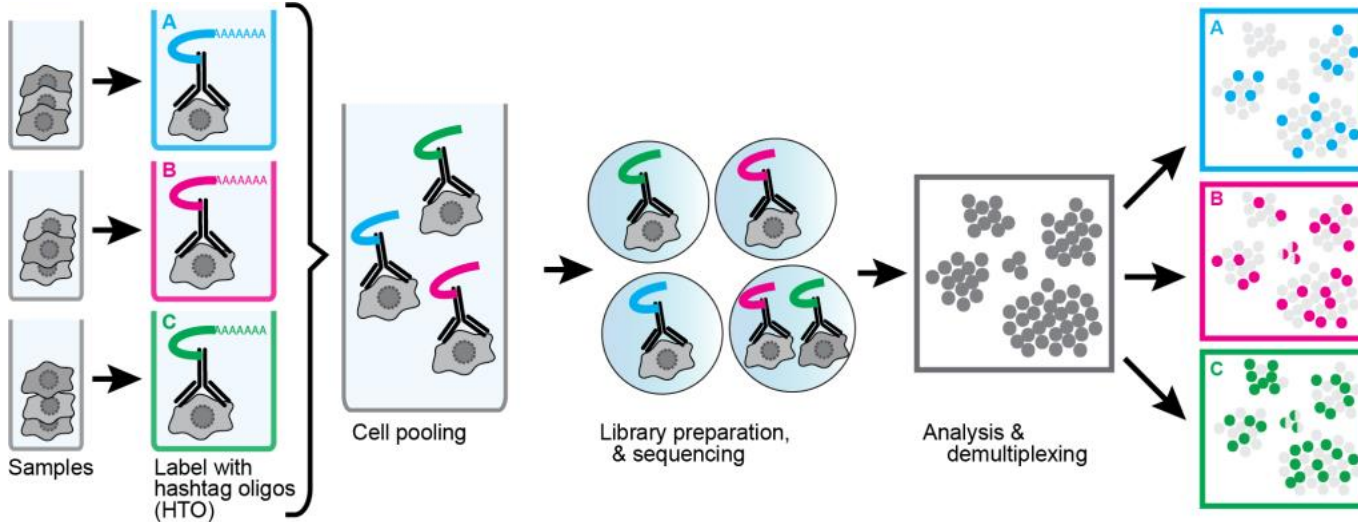 A
AAAAAAA
B
AAAAAAA
C
AAAAAAA
Samples
Label with
hashtag oligos
(HTO)
Cell pooling
Library preparation,
& sequencing
Analysis &
demultiplexing
A
B
C